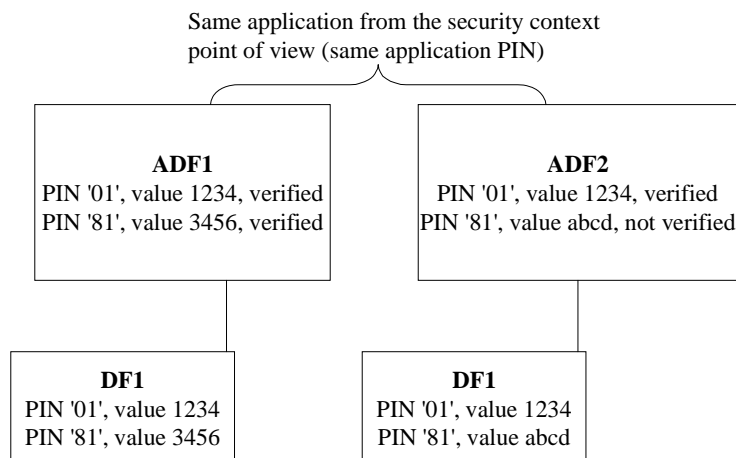 Same application from the security context
point of view (same application PIN)
ADF1
PIN '01', value 1234, verified
PIN '81', value 3456, verified
ADF2
PIN '01', value 1234, verified
PIN '81', value abcd, not verified
DF1
PIN '01', value 1234
PIN '81', value 3456
DF1
PIN '01', value 1234
PIN '81', value abcd